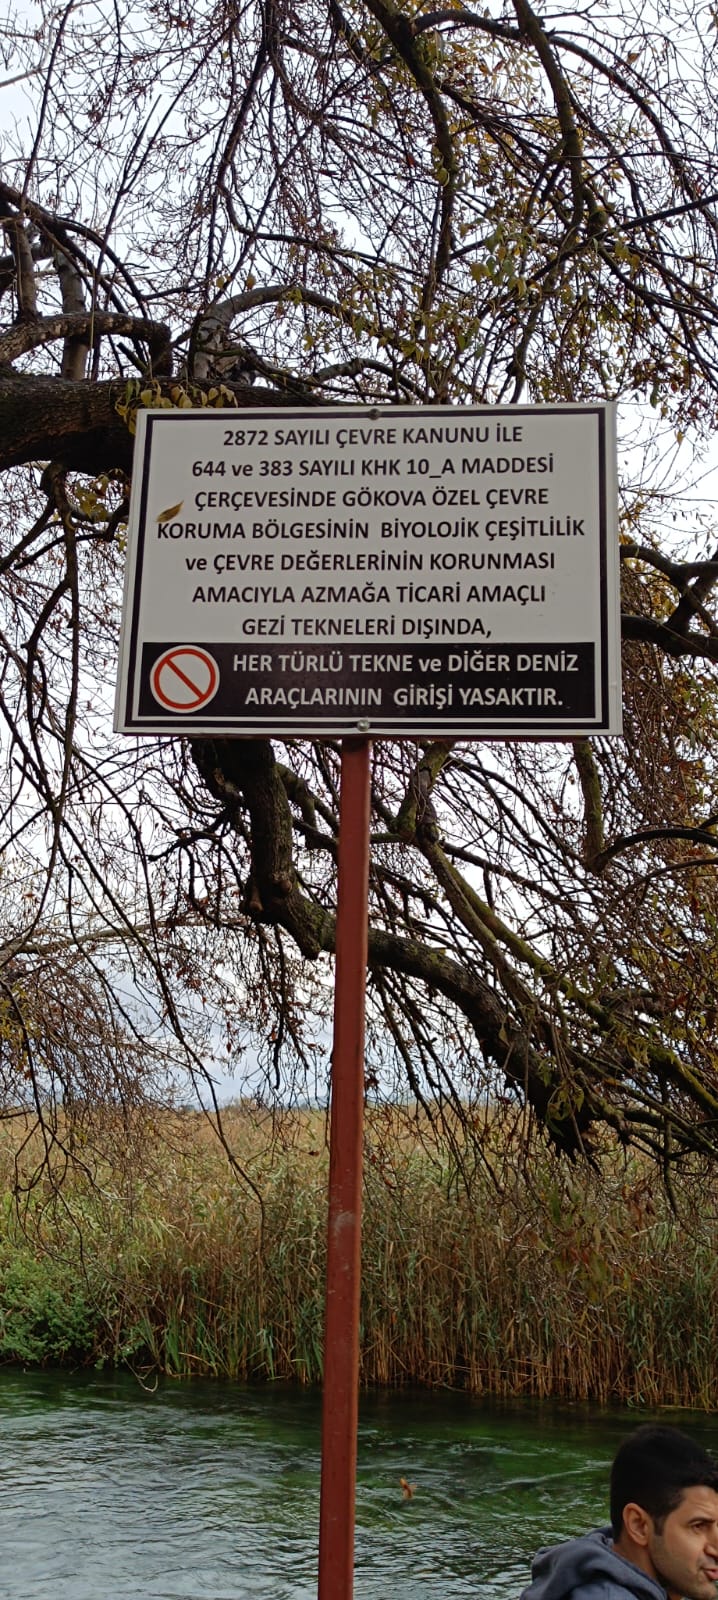 2872 SAYILI ÇEVRE KANUNU İLE
644 ve 383 SAYILI KHK 10_A MADDESİ
ÇERÇEVESİNDE GÖKOVA ÖZEL ÇEVRE
KORUMA BÖLGESİNİN BİYOLOJİK ÇEŞİTLİLİK
ve ÇEVRE DEĞERLERİNİN KORUNMASI
AMACIYLA AZMAĞA TİCARİ AMAÇLI
GEZİ TEKNELERİ DIŞINDA,
HER TÜRLÜ TEKNE ve DİĞER DENİZ
ARAÇLARININ GİRİŞİ YASAKTIR.